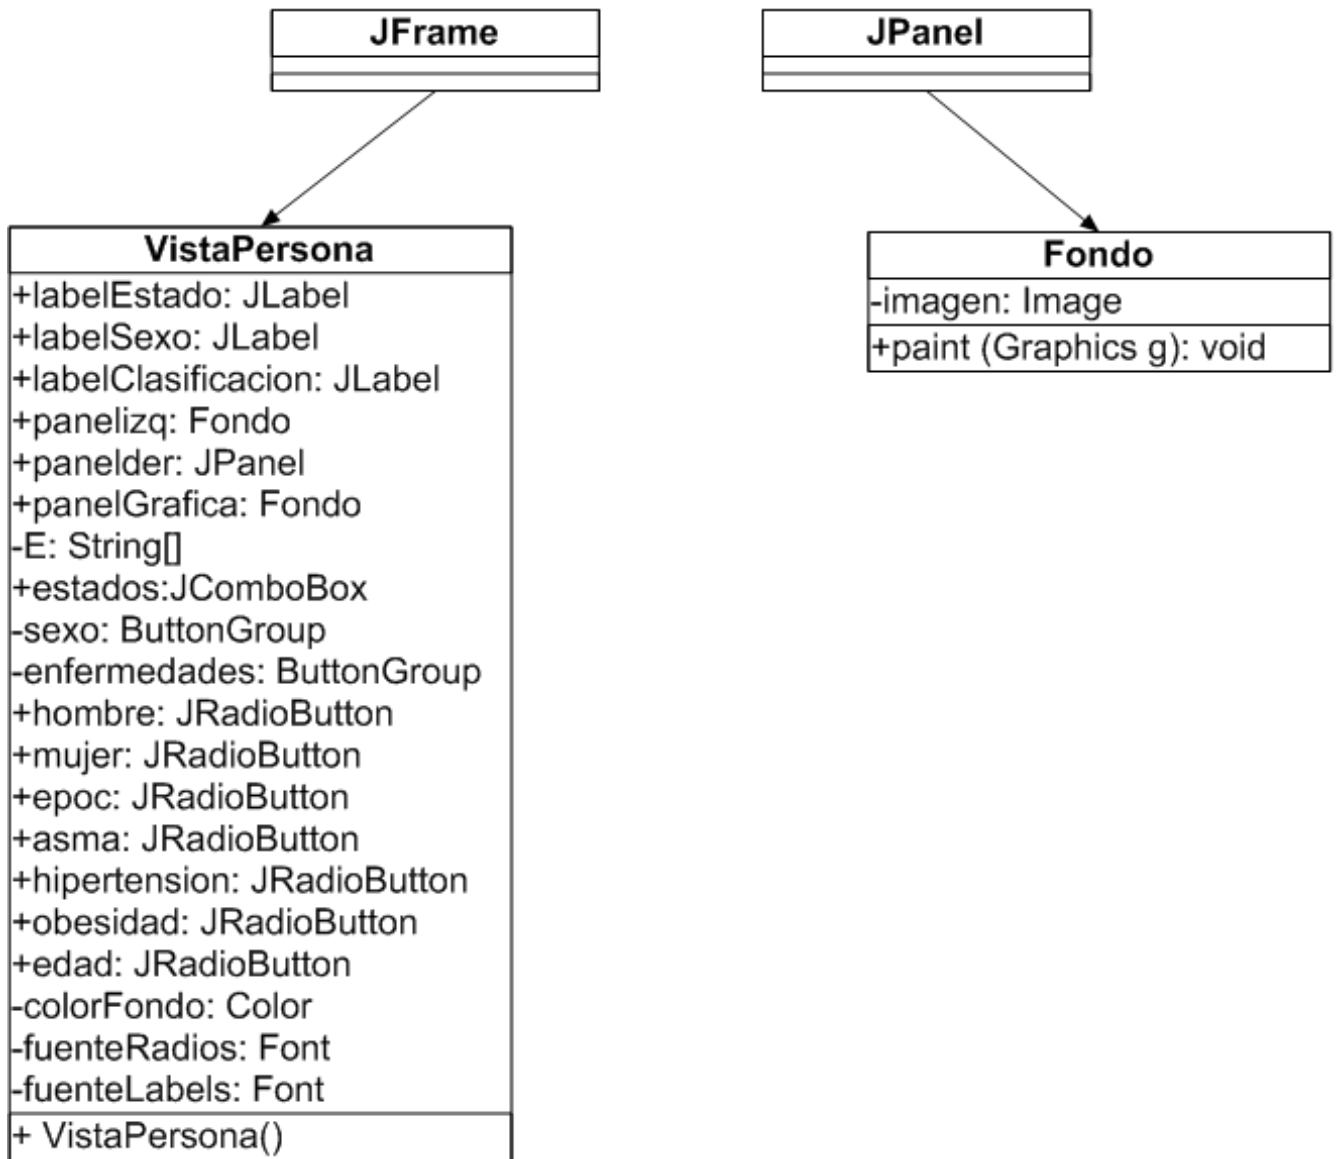 JFrame
JPanel
VistaPersona
+labelEstado: JLabel
+labelSexo: JLabel
+labelClasificacion: JLabel
+panelizq: Fondo
+panelder: JPanel
+panelGrafica: Fondo
-E: String[]
+estados:JComboBox
-sexo: ButtonGroup
-enfermedades: ButtonGroup
+hombre: JRadioButton
+mujer: JRadioButton
+epoc: JRadioButton
+asma: JRadioButton
+hipertension: JRadioButton
+obesidad: JRadioButton
+edad: JRadioButton
-colorFondo: Color
-fuenteRadios: Font
-fuenteLabels: Font
+ VistaPersona()
Fondo
-imagen: Image
+paint (Graphics g): void